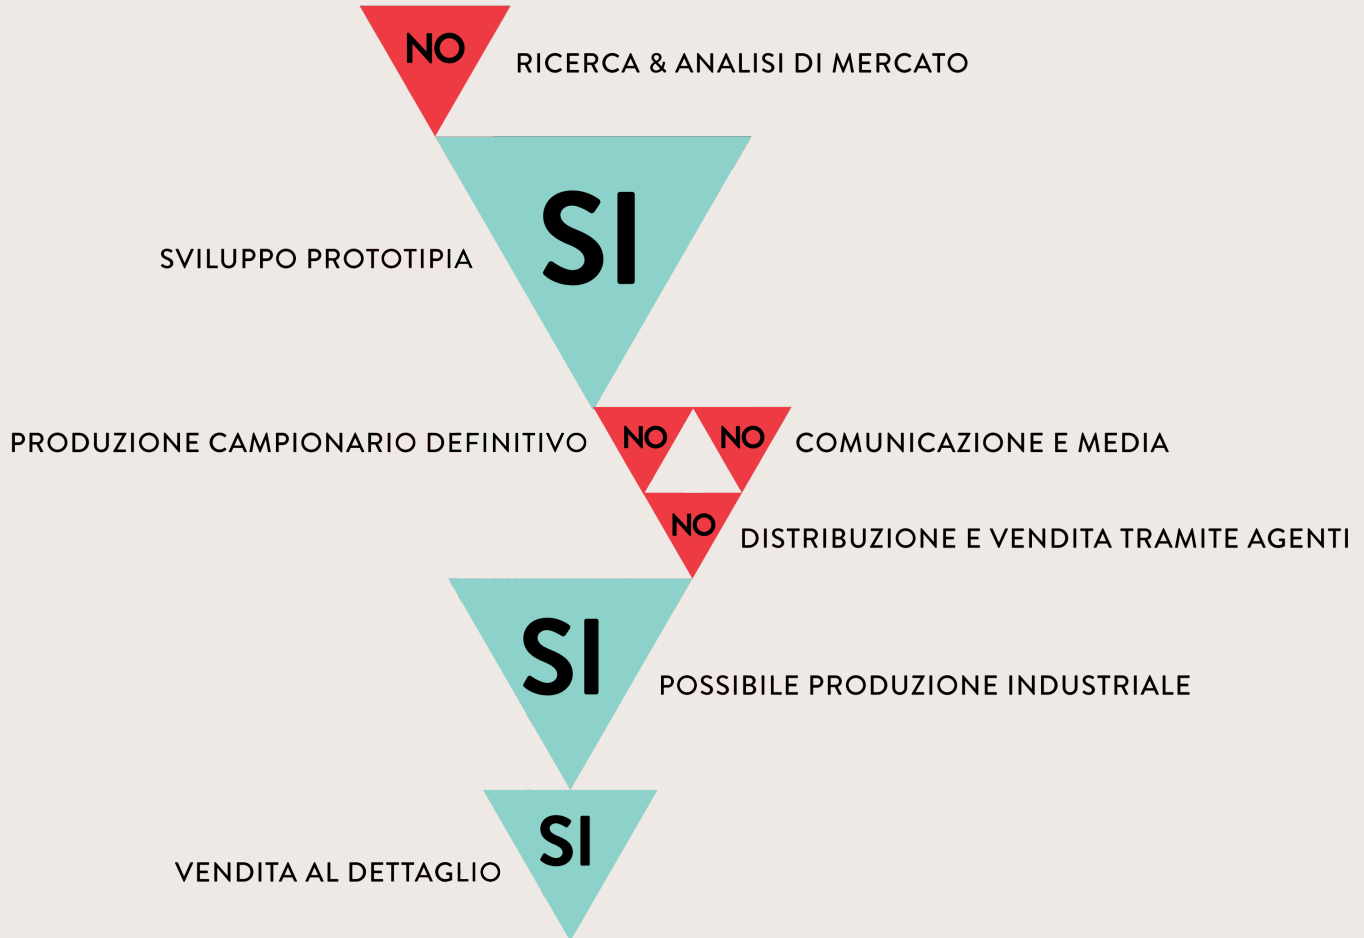 NO
RICERCA & ANALISI DI MERCATO
SI
SVILUPPO PROTOTIPIA
PRODUZIONE CAMPIONARIO DEFINITIVO
NO
NO
COMUNICAZIONE E MEDIA
NO
DISTRIBUZIONE E VENDITA TRAMITE AGENTI
SI
POSSIBILE PRODUZIONE INDUSTRIALE
SI
VENDITA AL DETTAGLIO